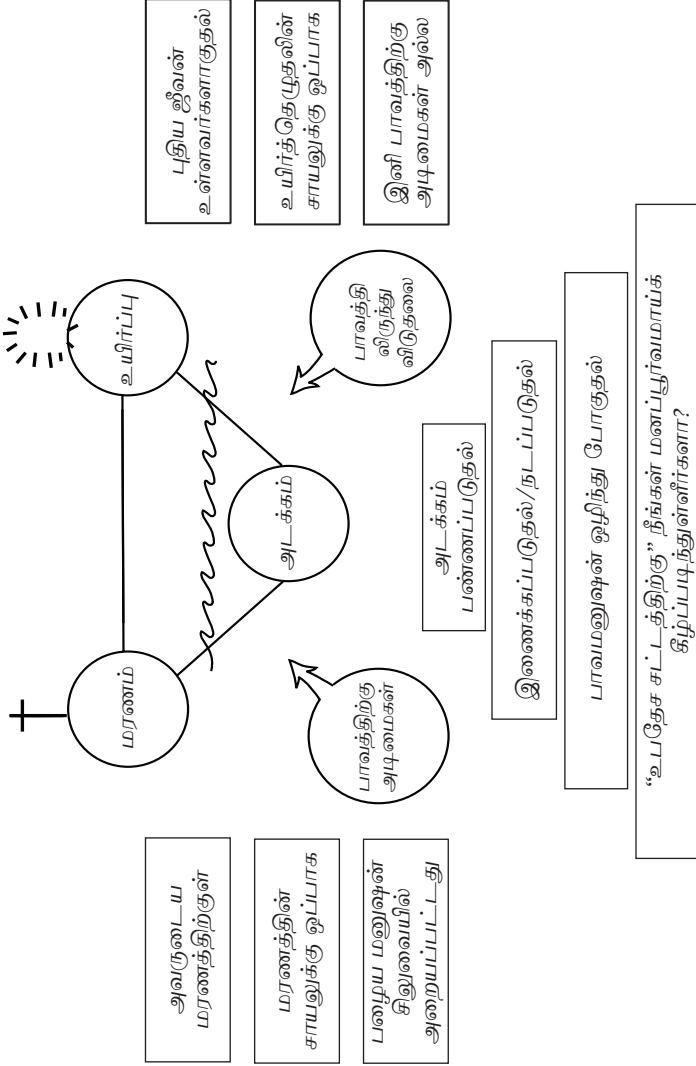 மரணம்
உயிர்ப்பு
அடக்கம்
அவருடைய
மரணத்திற்குள்
மரணத்தின்
சாயலுக்கு ஒப்பாக
பழைய மனுஷன்
சிலுவையில்
அறையப்பட்டது
பாவத்திற்கு
அடிமைகள்
பாவத்தி
லிருந்து
விடுதலை
புதிய ஜீவன்
உள்ளவர்களாகுதல்
உயிர்த்தெழுதலின்
சாயலுக்கு ஒப்பாக
இனி பாவத்திற்கு
அடிமைகள் அல்ல
அடக்கம்
பண்ணப்படுதல்
இணைக்கப்படுதல்/நடப்படுதல்
பாவமனுஷன் ஒழிந்து போகுதல்
“உபதேச சட்டத்திற்கு” நீங்கள் மனப்பூர்வமாய்க்
கீழ்ப்படிந்துள்ளீர்களா?